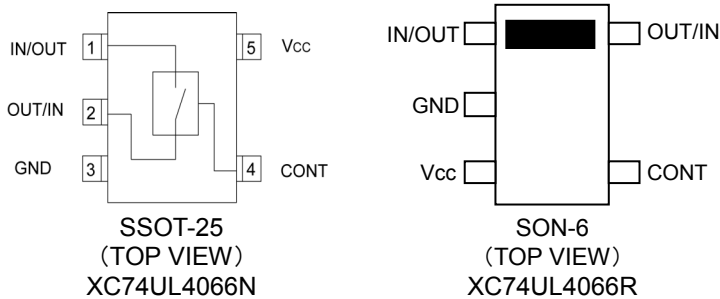 IN/OUT 1 5 Vcc
OUT/IN 2
GND 3 4 CONT
SSOT-25
（TOP VIEW）
XC74UL4066N
IN/OUT OUT/IN
GND
Vcc CONT
SON-6
（TOP VIEW）
XC74UL4066R